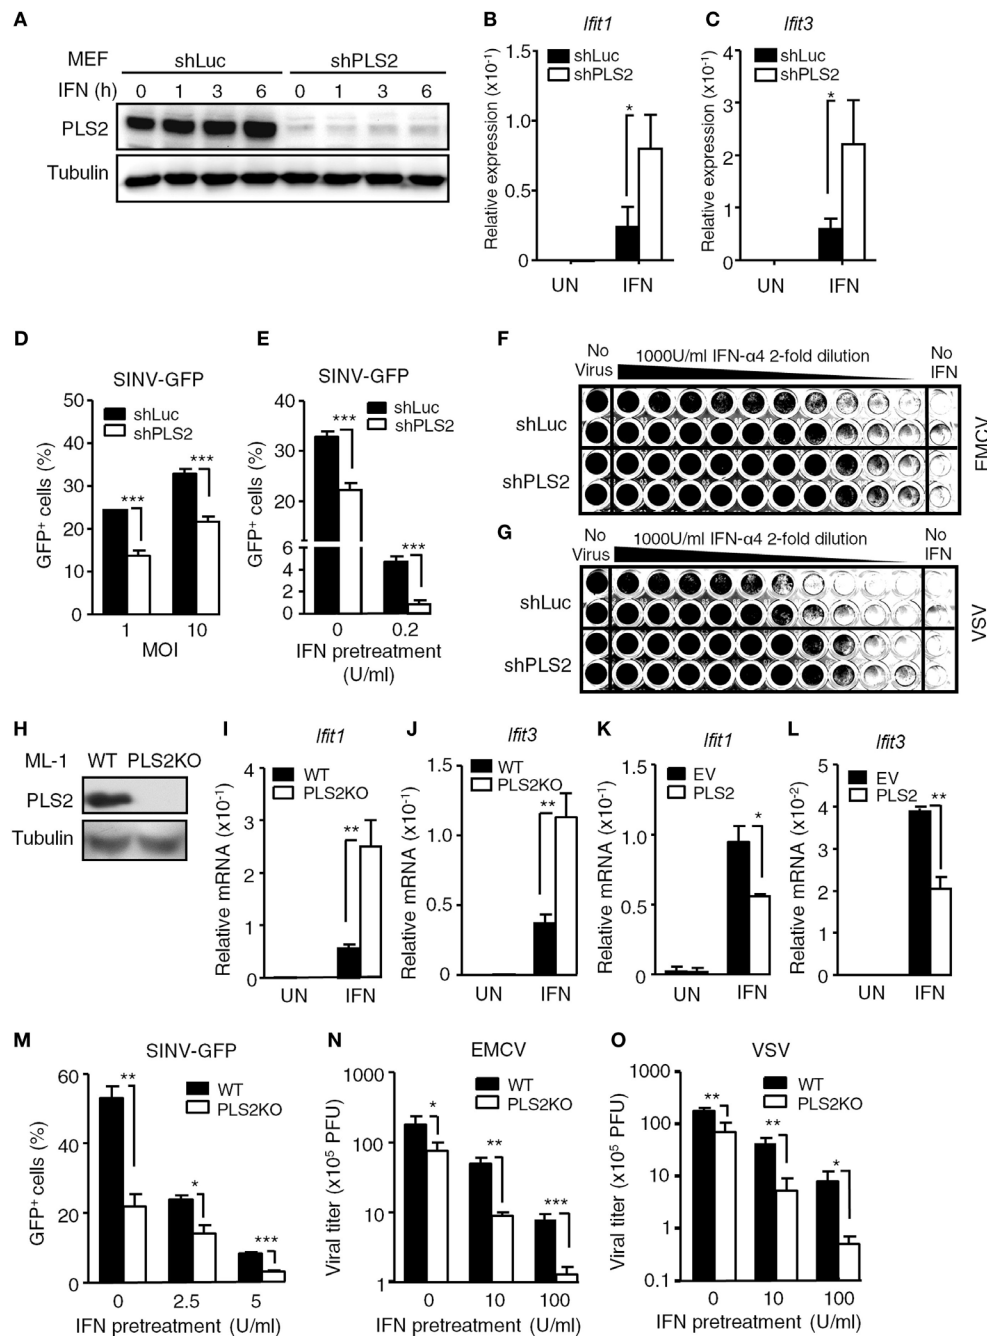 A
MEF shLuc shPLS2
IFN (h) 0 1 3 6 0 1 3 6
PLS2
Tubulin
B
Ifit1
Relative expression (x10⁻¹)
1.5
1.0
0.5
0
shLuc
shPLS2
*
UN IFN
C
Ifit3
Relative expression (x10⁻¹)
4
3
2
1
0
shLuc
shPLS2
*
UN IFN
D
SINV-GFP
GFP⁺ cells (%)
50
40
30
20
10
0
shLuc
shPLS2
*** ***
1 10
MOI
E
SINV-GFP
GFP⁺ cells (%)
40
30
20
6
4
2
0
shLuc
shPLS2
*** ***
0 0.2
IFN pretreatment
(U/ml)
F
No
Virus
1000U/ml IFN-α4 2-fold dilution
No
IFN
shLuc
shPLS2
EMCV
G
No
Virus
1000U/ml IFN-α4 2-fold dilution
No
IFN
shLuc
shPLS2
VSV
H
ML-1 WT PLS2KO
PLS2
Tubulin
I
Ifit1
Relative mRNA (x10⁻¹)
4
3
2
1
0
WT
PLS2KO
**
UN IFN
J
Ifit3
Relative mRNA (x10⁻¹)
1.5
1.0
0.5
0
WT
PLS2KO
**
UN IFN
K
Ifit1
Relative mRNA (x10⁻¹)
1.5
1.0
0.5
0
EV
PLS2
*
UN IFN
L
Ifit3
Relative mRNA (x10⁻²)
5
4
3
2
1
0
EV
PLS2
**
UN IFN
M
SINV-GFP
GFP⁺ cells (%)
60
40
20
0
WT
PLS2KO
** * ***
0 2.5 5
IFN pretreatment (U/ml)
N
EMCV
Viral titer (x10⁵ PFU)
1000
100
10
1
WT
PLS2KO
* ** ***
0 10 100
IFN pretreatment (U/ml)
O
VSV
Viral titer (x10⁵ PFU)
1000
100
10
1
0.1
WT
PLS2KO
** ** *
0 10 100
IFN pretreatment (U/ml)